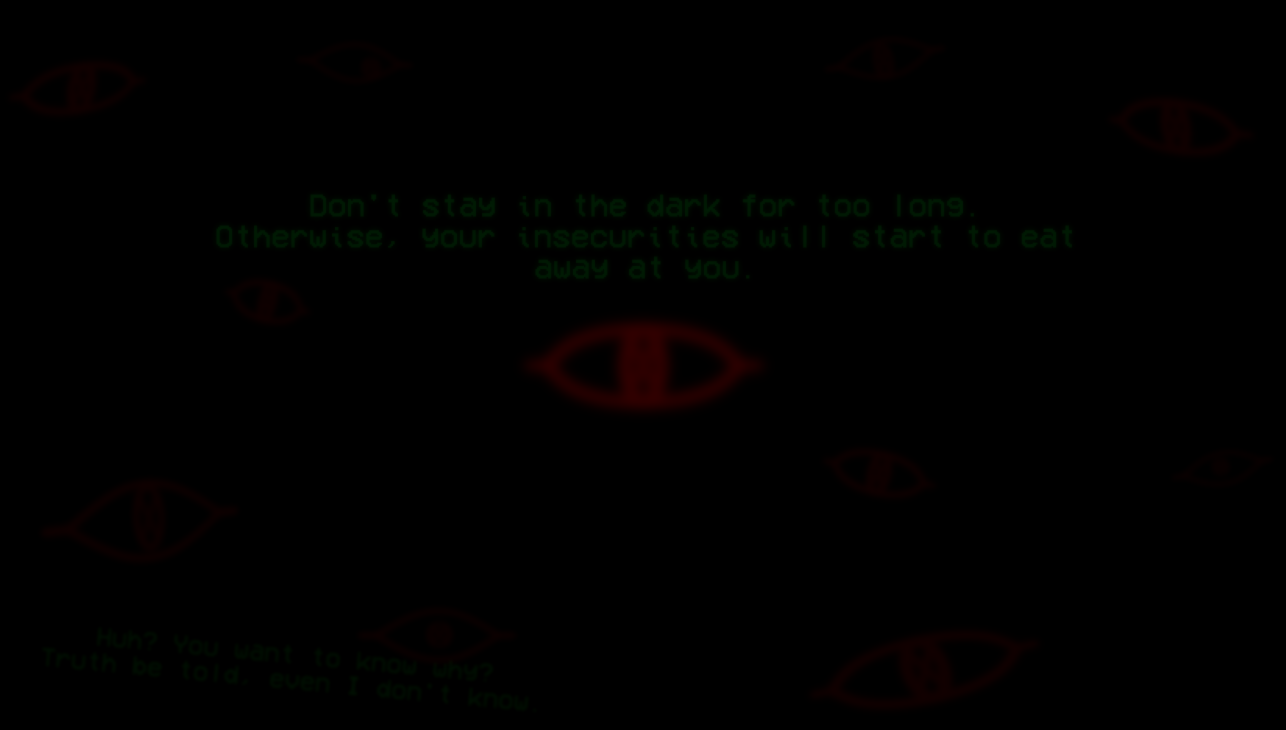 Don't stay in the dark for too long.
Otherwise, your insecurities will start to eat
away at you.
Huh? You want to know why?
Truth be told, even I don't know.